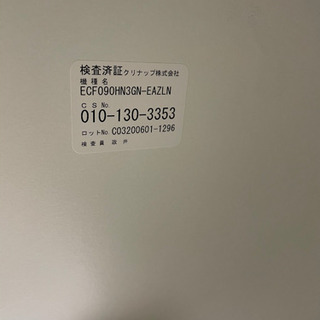 検査済証 クリナップ株式会社
機種名
ECF090HN3GN-EAZLN
CS No.
010-130-3353
ロットNo C03200601-1296
検査員